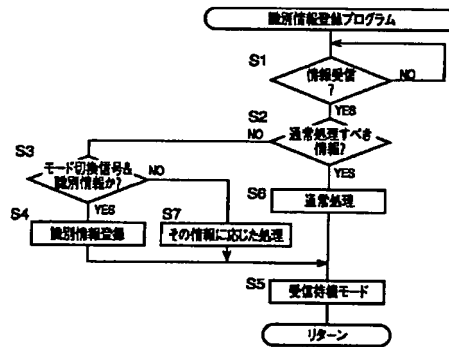 識別情報登録プログラム
S1
情報受信
?
NO
YES
S2
通常処理すべき
情報?
NO
YES
S3
モード切換信号&
識別情報か?
NO
YES
S6
通常処理
S4
識別情報登録
S7
その情報に応じた処理
S5
受信待機モード
リターン